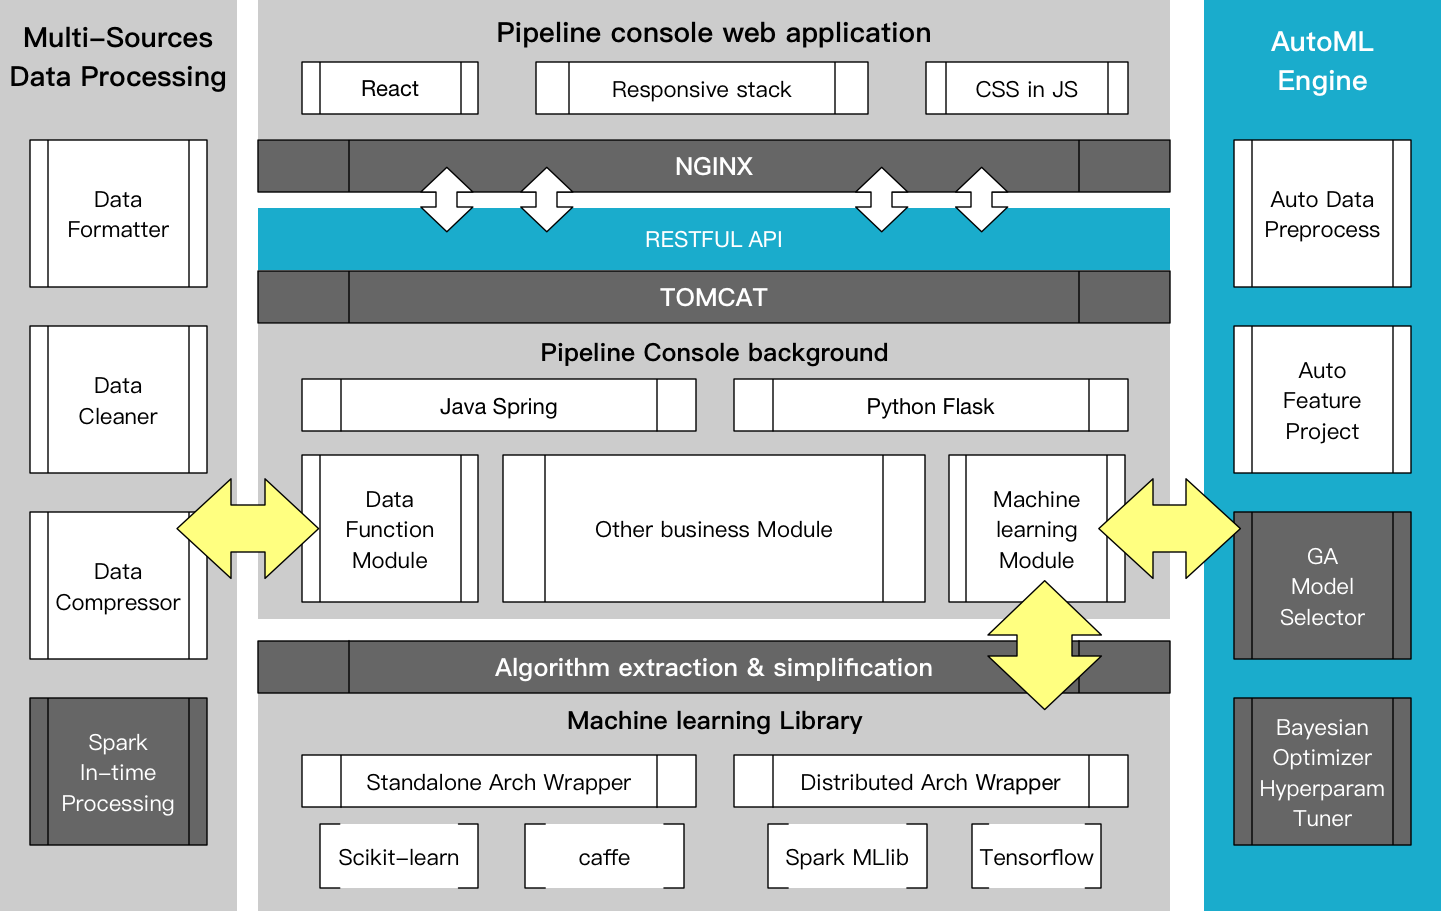 Multi-Sources
Data Processing
Data
Formatter
Data
Cleaner
Data
Compressor
Spark
In-time
Processing
Pipeline console web application
React
Responsive stack
CSS in JS
NGINX
RESTFUL API
TOMCAT
Pipeline Console background
Java Spring
Python Flask
Data
Function
Module
Other business Module
Machine
learning
Module
Algorithm extraction & simplification
Machine learning Library
Standalone Arch Wrapper
Distributed Arch Wrapper
Scikit-learn
caffe
Spark MLlib
Tensorflow
AutoML
Engine
Auto Data
Preprocess
Auto
Feature
Project
GA
Model
Selector
Bayesian
Optimizer
Hyperparam
Tuner